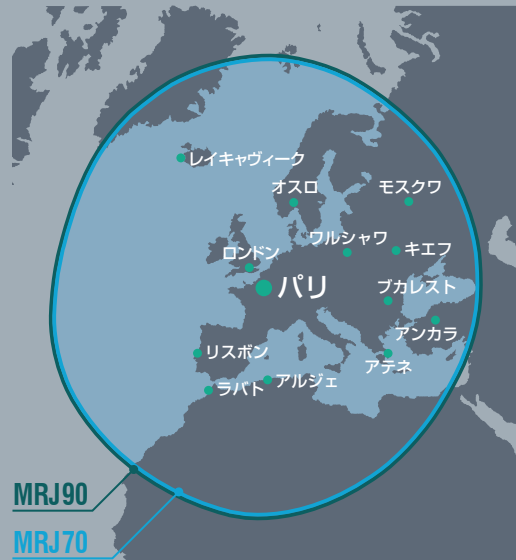 レイキャヴィーク
オスロ
モスクワ
ワルシャワ
キエフ
ロンドン
パリ
ブカレスト
アンカラ
リスボン
アテネ
アルジェ
ラバト
MRJ90
MRJ70